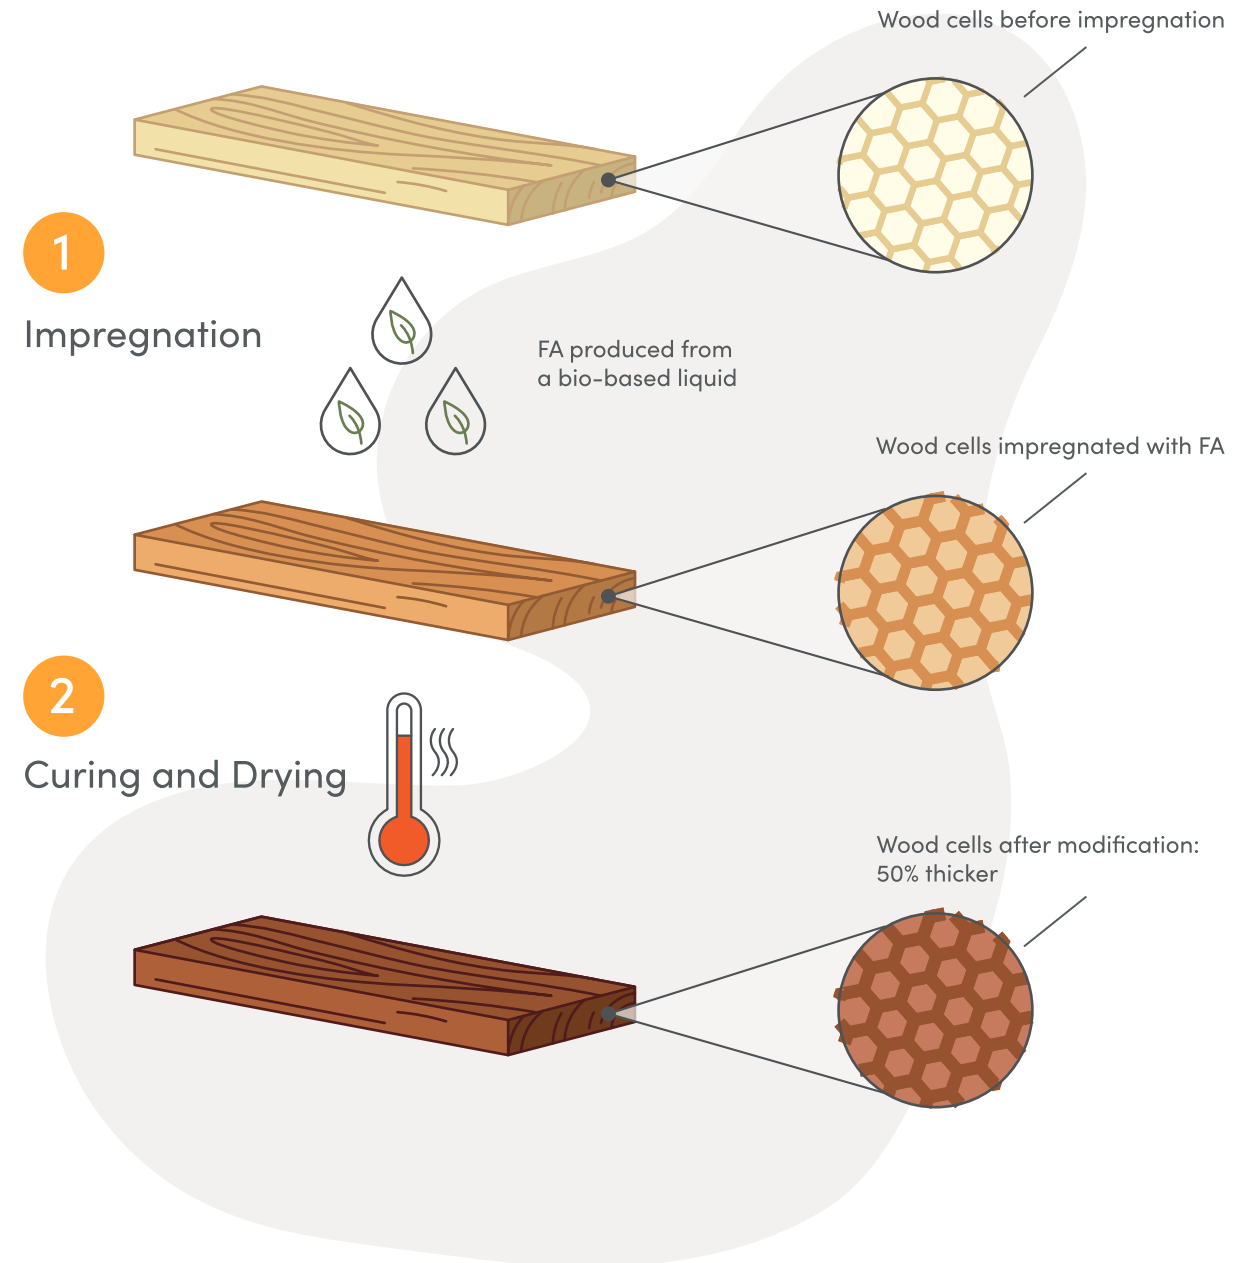 Wood cells before impregnation
1
Impregnation
FA produced from
a bio-based liquid
Wood cells impregnated with FA
2
Curing and Drying
Wood cells after modification:
50% thicker